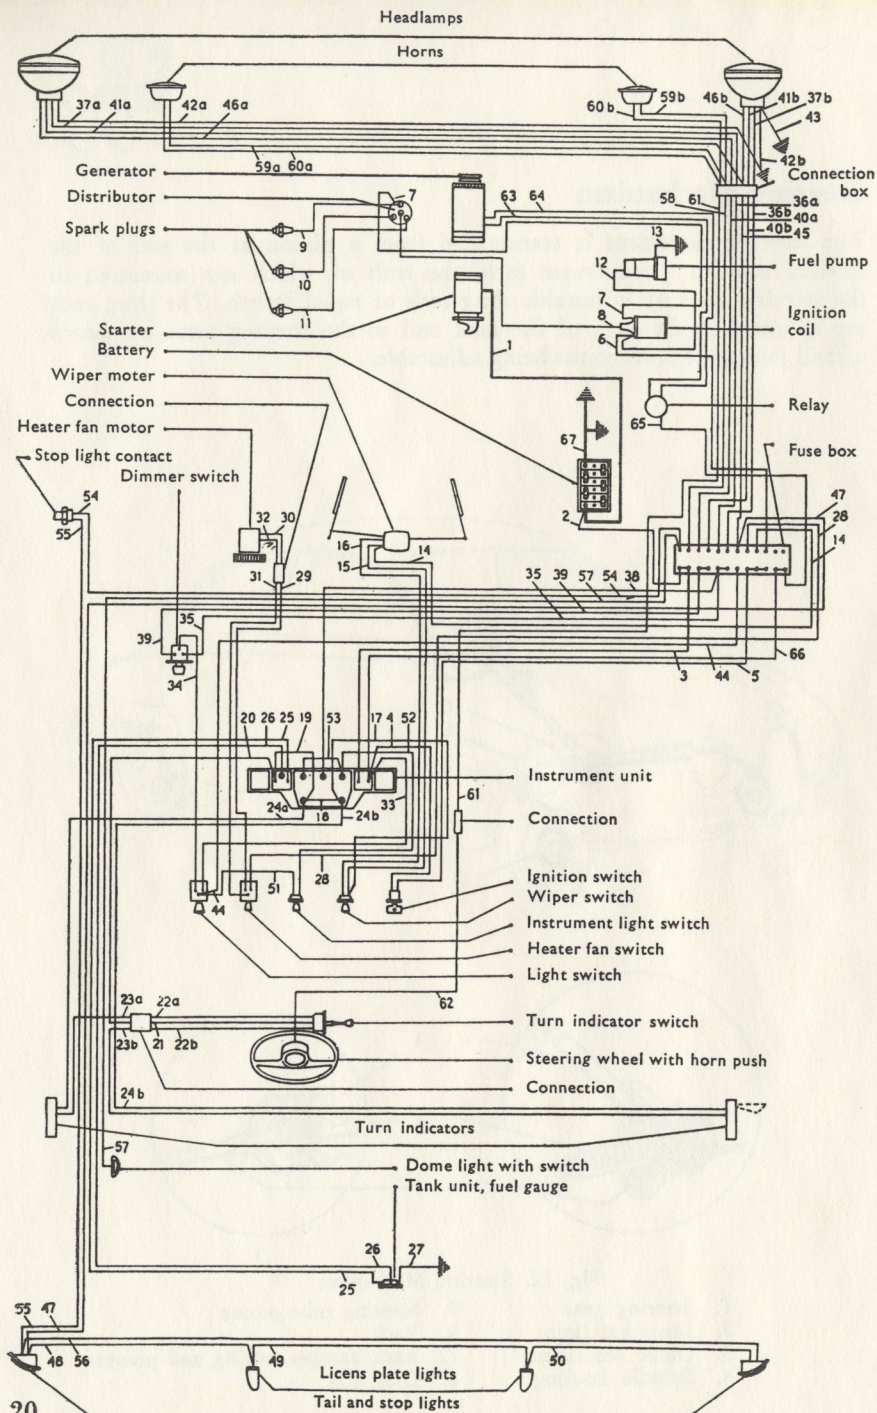 Headlamps
Horns
37a 41a 42a 46a
60b 59b 46b 41b 37b
43
42b
59a 60a
Generator
Connection box
Distributor
7
63 64 58 61
36a
36b 40a
40b 45
Spark plugs
9
10
11
13
12
Fuel pump
7
8
6
Ignition coil
Starter
Battery
1
Wiper moter
Connection
Relay
65
Heater fan motor
67
Fuse box
Stop light contact
Dimmer switch
54
55
32 30
16
15
14
2
47
28
14
31 29
35 39 57 54 38
35
39
34
3 44 5
66
20 26 25 19 53 17 4 52
Instrument unit
24a 18 24b
33
61
Connection
28
51
44
Ignition switch
Wiper switch
Instrument light switch
Heater fan switch
Light switch
62
23a 22a
23b 21 22b
Turn indicator switch
Steering wheel with horn push
Connection
24b
Turn indicators
57
Dome light with switch
Tank unit, fuel gauge
26 27
25
55 47
48 56
49
50
Licens plate lights
Tail and stop lights
20